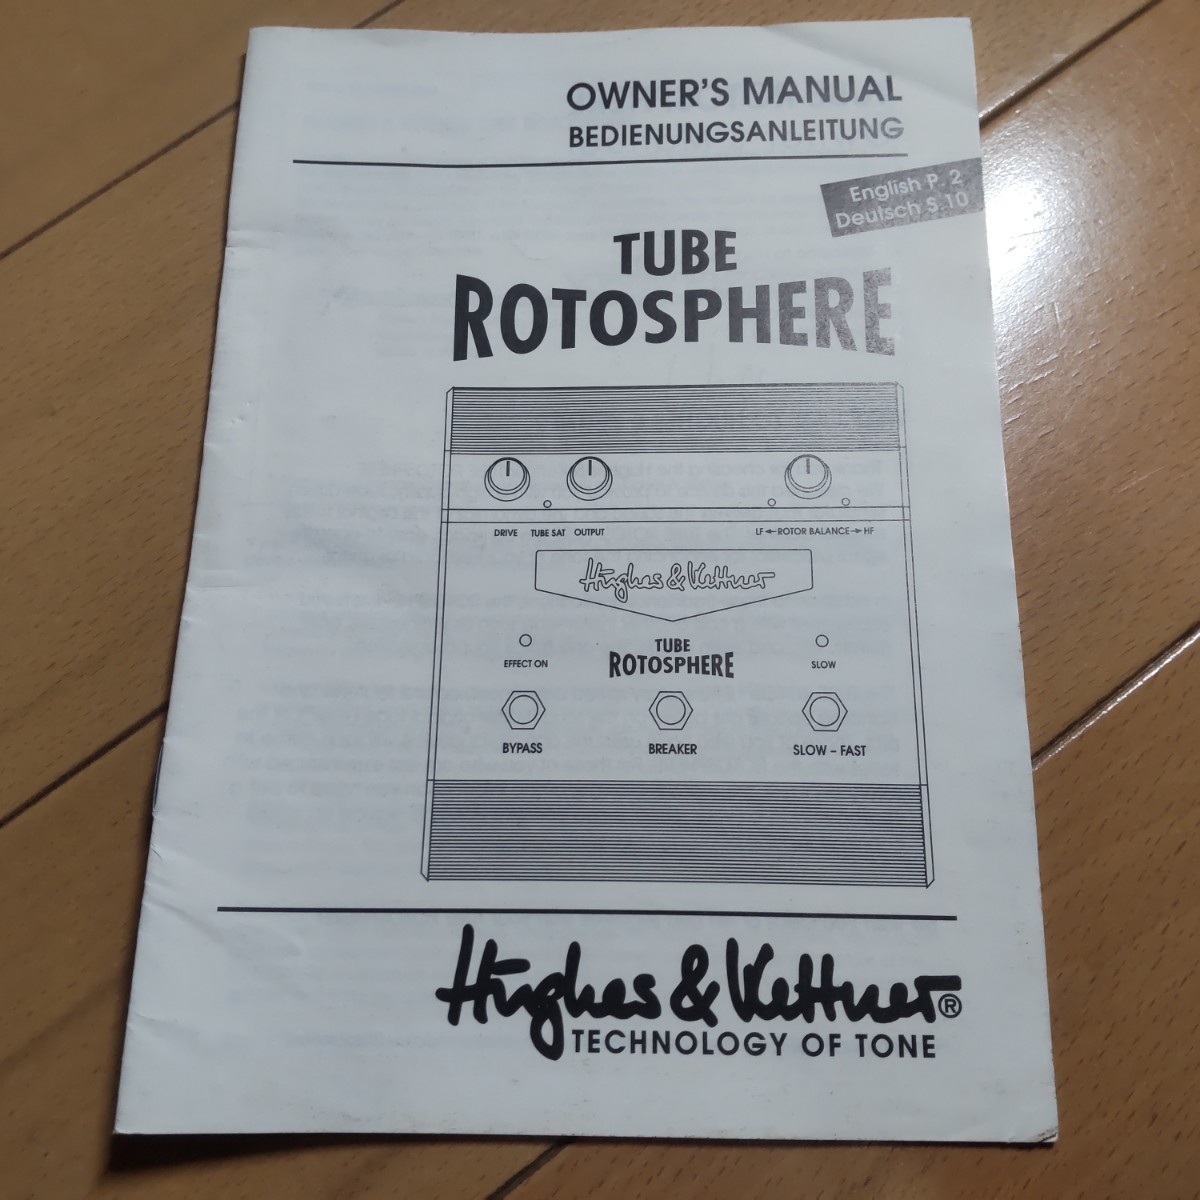 OWNER'S MANUAL
BEDIENUNGSANLEITUNG
English P. 2
Deutsch S.10
TUBE
ROTOSPHERE
DRIVE TUBE SAT OUTPUT
LF ROTOR BALANCE HF
Hughes & Kettner
EFFECT ON
TUBE
ROTOSPHERE
SLOW
BYPASS
BREAKER
SLOW – FAST
Hughes & Kettner®
TECHNOLOGY OF TONE